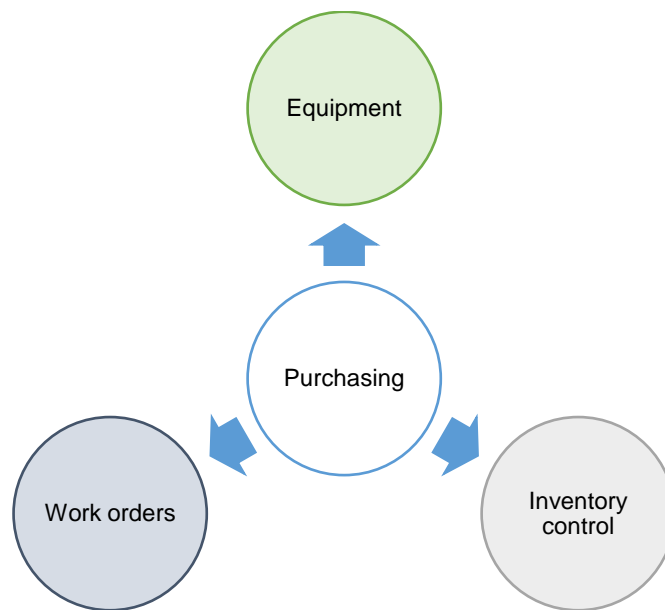 Equipment
Purchasing
Work orders
Inventory
control